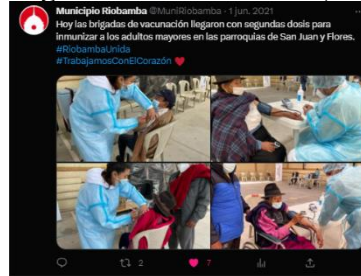 Municipio Riobamba @MuniRiobamba · 1 jun. 2021
Hoy las brigadas de vacunación llegaron con segundas dosis para
inmunizar a los adultos mayores en las parroquias de San Juan y Flores.
#RiobambaUnida
#TrabajamosConElCorazón ❤️
2
7